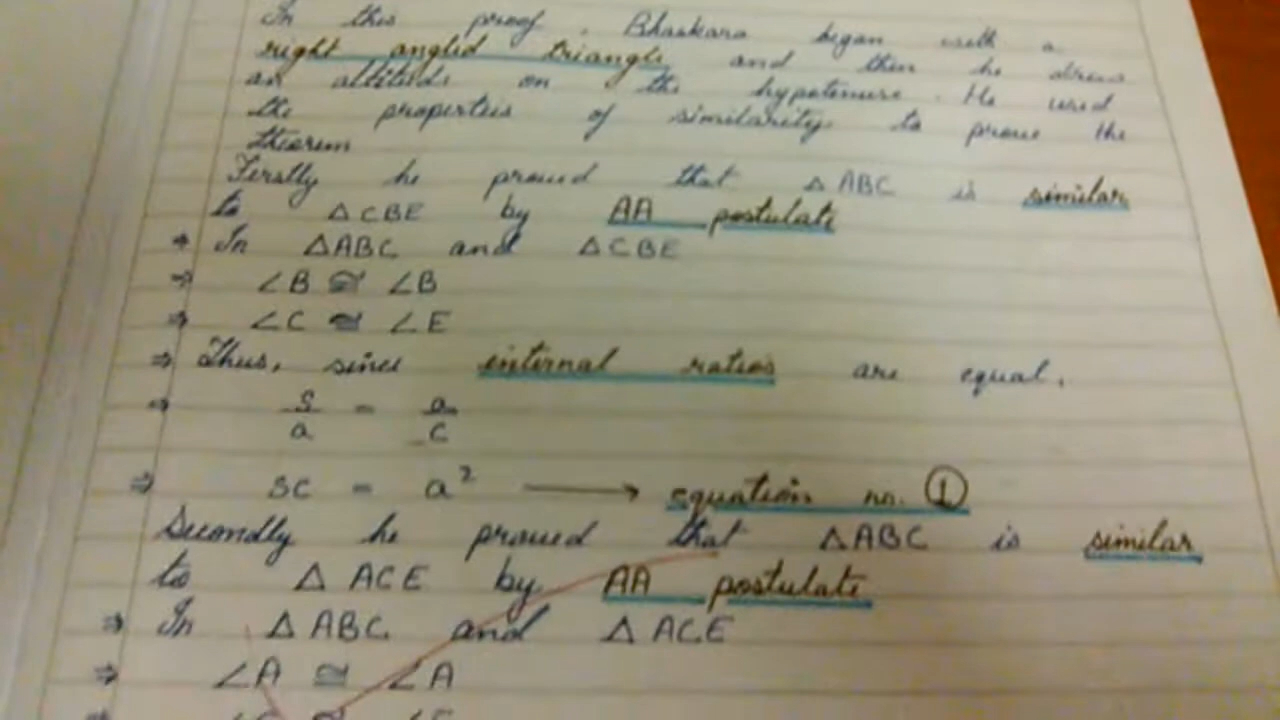 In this proof, Bhaskara began with a
right angled triangle and then he drew
an altitude on the hypotenuse. He used
the properties of similarity to prove the
theorem
Firstly he proved that △ABC is similar
to △CBE by AA postulate
⇒ In △ABC and △CBE
⇒ ∠B ≅ ∠B
⇒ ∠C ≅ ∠E
⇒ Thus, since internal ratios are equal,
⇒ s/a = a/c
⇒ sc = a² ⟶ equation no. ①
Secondly he proved that △ABC is similar
to △ACE by AA postulate
⇒ In △ABC and △ACE
⇒ ∠A ≅ ∠A